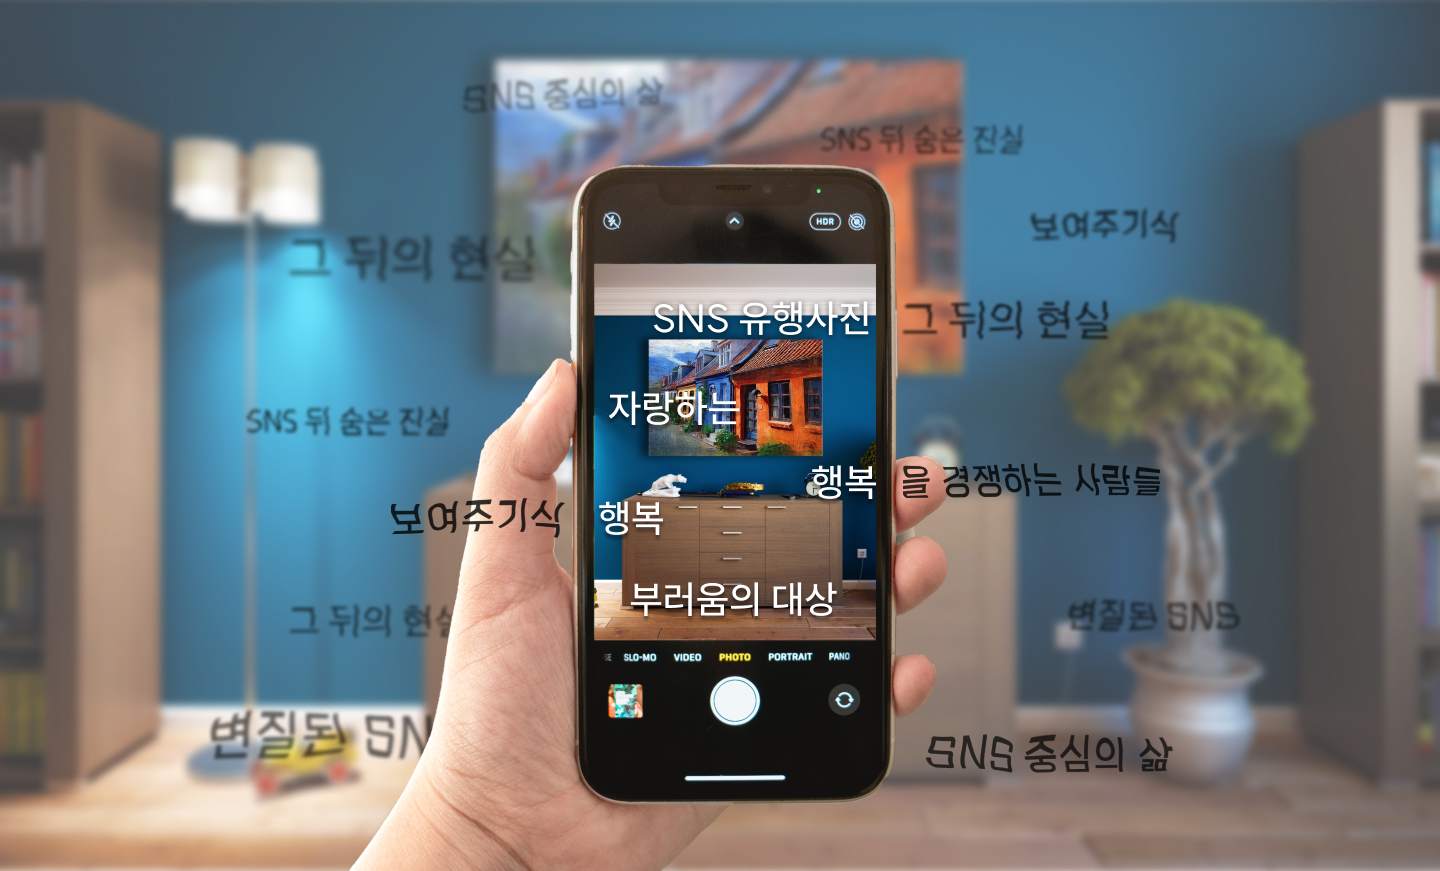 SNS 중심의 삶
SNS 뒤 숨은 진실
보여주기식
HDR
그 뒤의 현실
SNS 유행사진
그 뒤의 현실
자랑하는
SNS 뒤 숨은 진실
행복을 경쟁하는 사람들
보여주기식
행복
부러움의 대상
그 뒤의 현실
변질된 SNS
SLO-MO VIDEO PHOTO PORTRAIT PANO
변질된 SN
SNS 중심의 삶